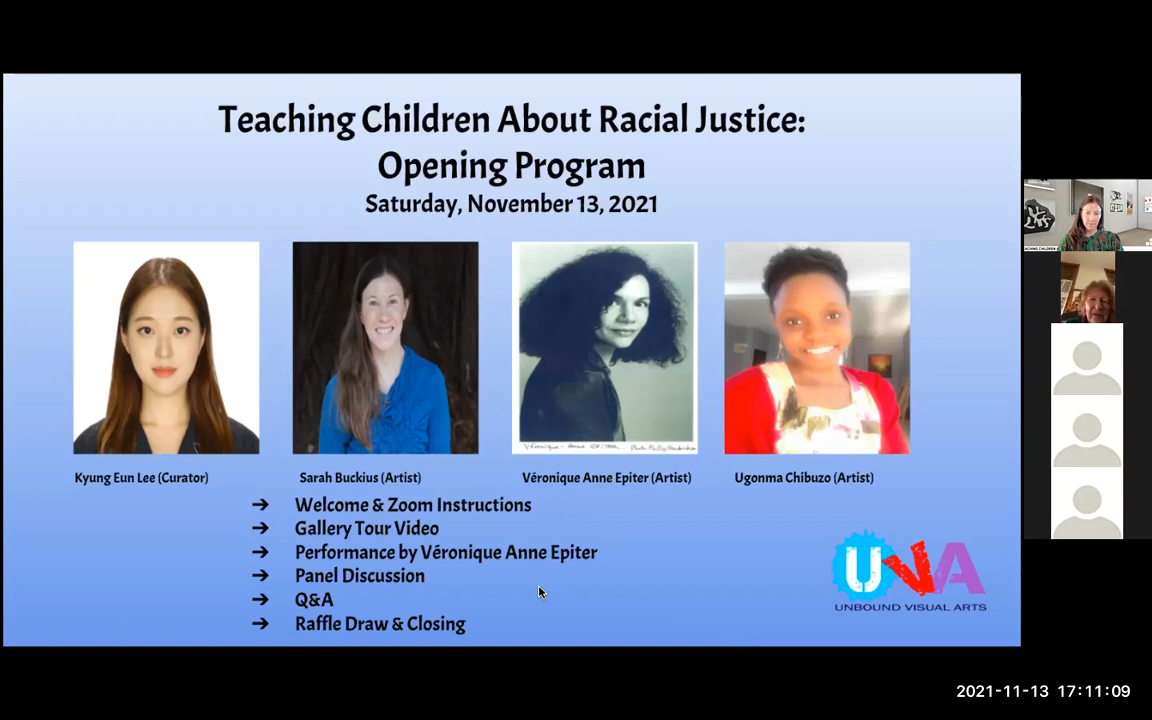 Teaching Children About Racial Justice:
Opening Program
Saturday, November 13, 2021
Kyung Eun Lee (Curator)
Sarah Buckius (Artist)
Véronique Anne Epiter (Artist)
Ugonma Chibuzo (Artist)
➔ Welcome & Zoom Instructions
➔ Gallery Tour Video
➔ Performance by Véronique Anne Epiter
➔ Panel Discussion
➔ Q&A
➔ Raffle Draw & Closing
UVA
UNBOUND VISUAL ARTS
2021-11-13 17:11:09